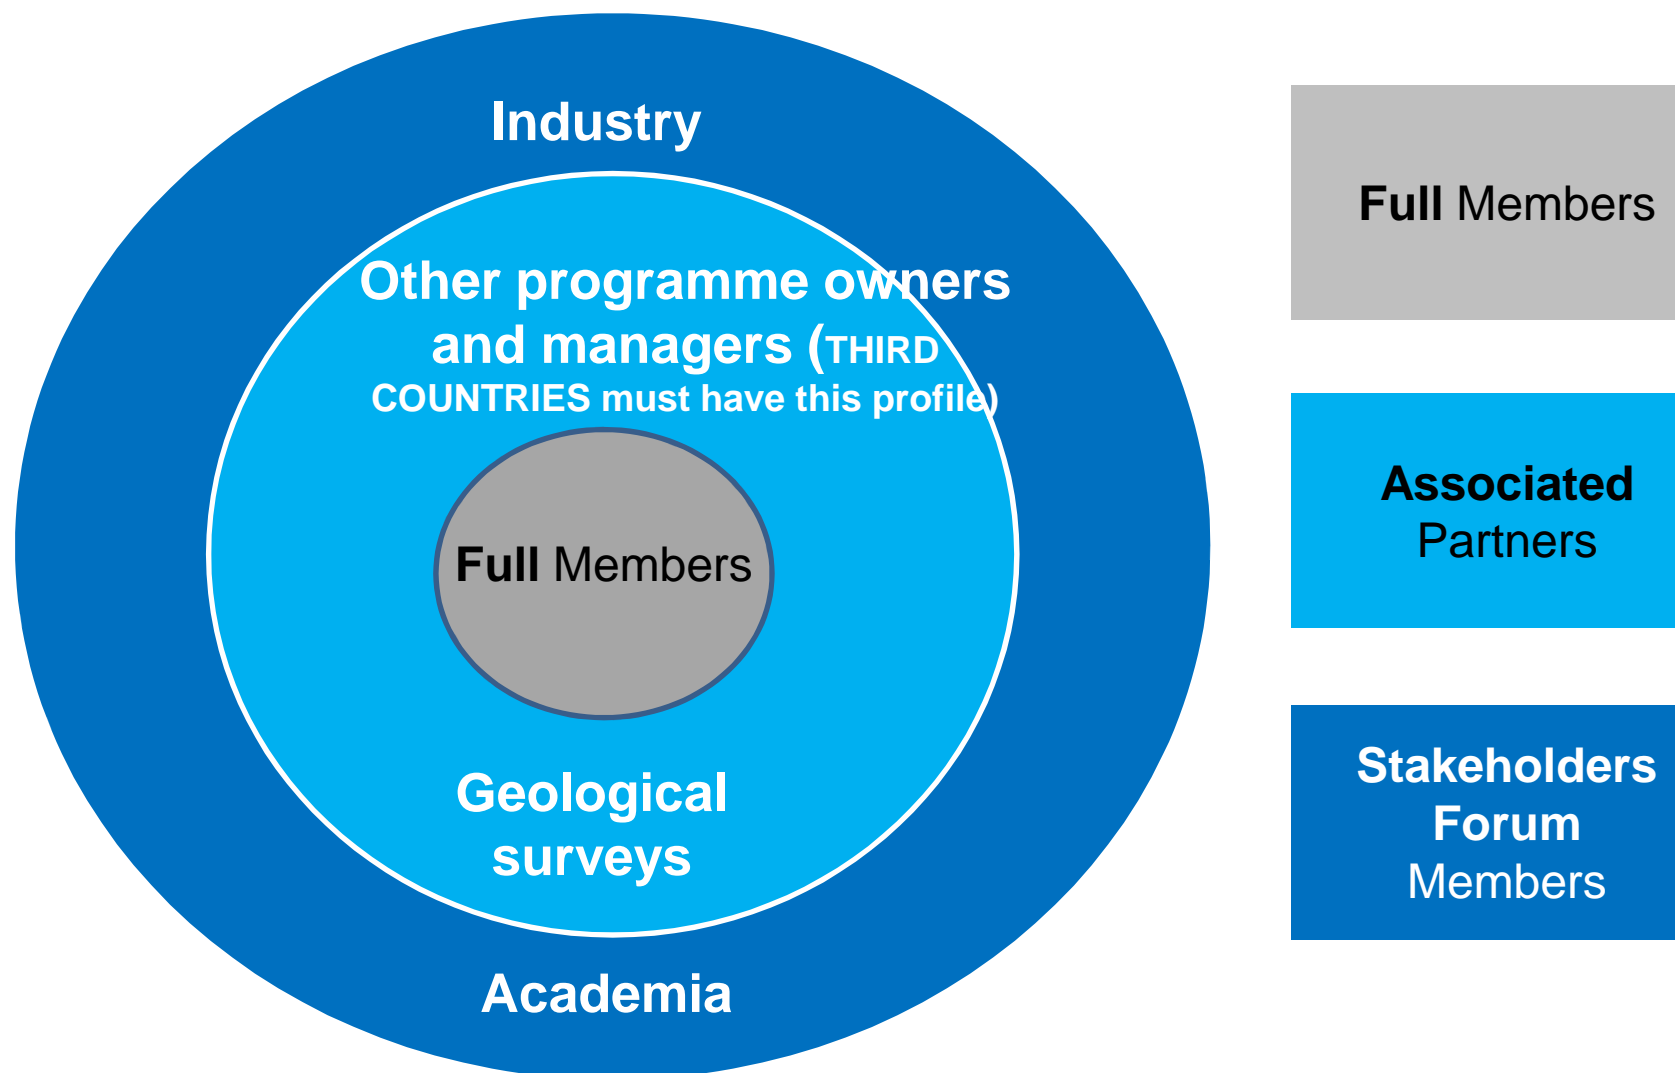 Industry
Other programme owners
and managers (THIRD
COUNTRIES must have this profile)
Full Members
Geological
surveys
Academia
Full Members
Associated
Partners
Stakeholders
Forum
Members